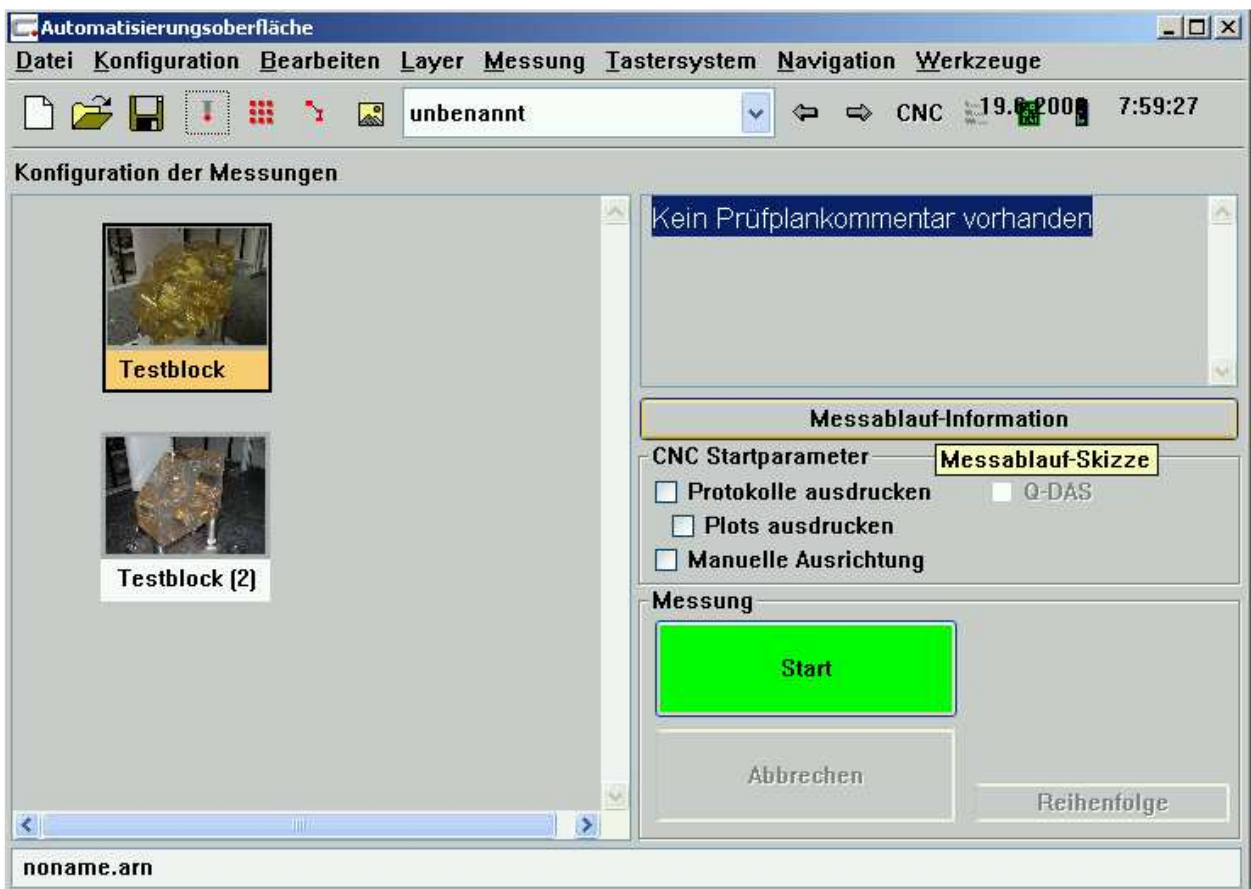 Automatisierungsoberfläche
Datei Konfiguration Bearbeiten Layer Messung Tastersystem Navigation Werkzeuge
unbenannt
CNC
7:59:27
Konfiguration der Messungen
Testblock
Testblock (2)
Kein Prüfplankommentar vorhanden
Messablauf-Information
CNC Startparameter
Messablauf-Skizze
Protokolle ausdrucken
Q-DAS
Plots ausdrucken
Manuelle Ausrichtung
Messung
Start
Abbrechen
Reihenfolge
noname.arn